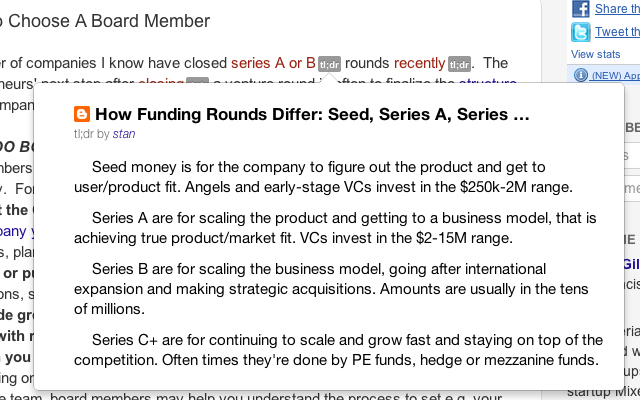 o Choose A Board Member
er of companies I know have closed series A or B tl;dr rounds recently tl;dr. The
How Funding Rounds Differ: Seed, Series A, Series …
tl;dr by stan
Seed money is for the company to figure out the product and get to
user/product fit. Angels and early-stage VCs invest in the $250k-2M range.
Series A are for scaling the product and getting to a business model, that is
achieving true product/market fit. VCs invest in the $2-15M range.
Series B are for scaling the business model, going after international
expansion and making strategic acquisitions. Amounts are usually in the tens
of millions.
Series C+ are for continuing to scale and grow fast and staying on top of the
competition. Often times they're done by PE funds, hedge or mezzanine funds.
Share th
Tweet th
View stats
(NEW) App